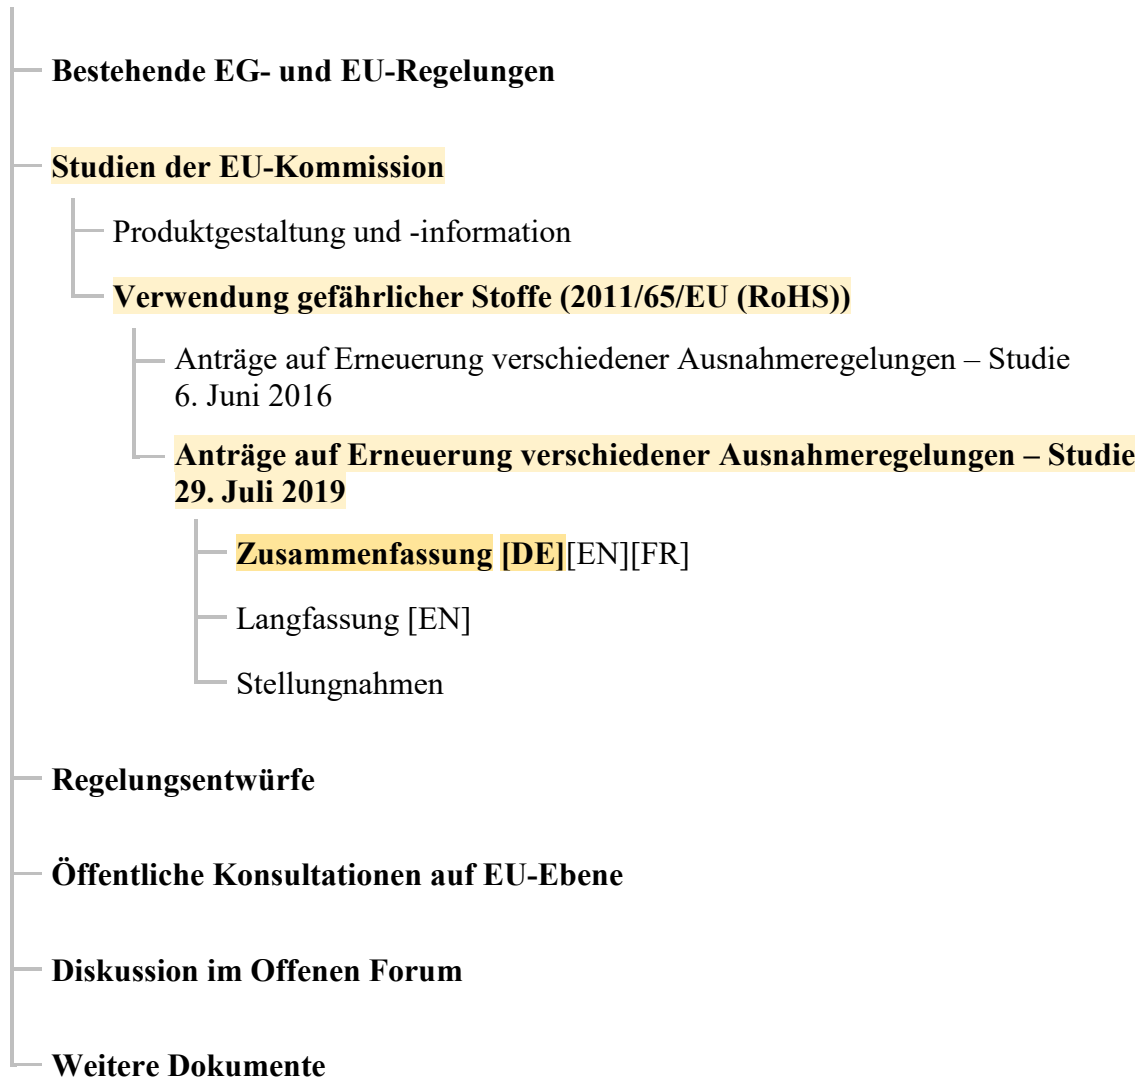 Bestehende EG- und EU-Regelungen
Studien der EU-Kommission
Produktgestaltung und -information
Verwendung gefährlicher Stoffe (2011/65/EU (RoHS))
Anträge auf Erneuerung verschiedener Ausnahmeregelungen – Studie
6. Juni 2016
Anträge auf Erneuerung verschiedener Ausnahmeregelungen – Studie
29. Juli 2019
Zusammenfassung [DE][EN][FR]
Langfassung [EN]
Stellungnahmen
Regelungsentwürfe
Öffentliche Konsultationen auf EU-Ebene
Diskussion im Offenen Forum
Weitere Dokumente